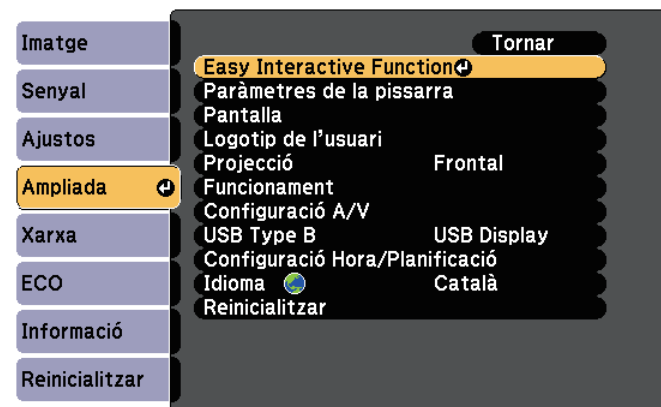 Imatge
Senyal
Ajustos
Ampliada
Xarxa
ECO
Informació
Reinicialitzar
Tornar
Easy Interactive Function
Paràmetres de la pissarra
Pantalla
Logotip de l'usuari
Projecció Frontal
Funcionament
Configuració A/V
USB Type B USB Display
Configuració Hora/Planificació
Idioma Català
Reinicialitzar